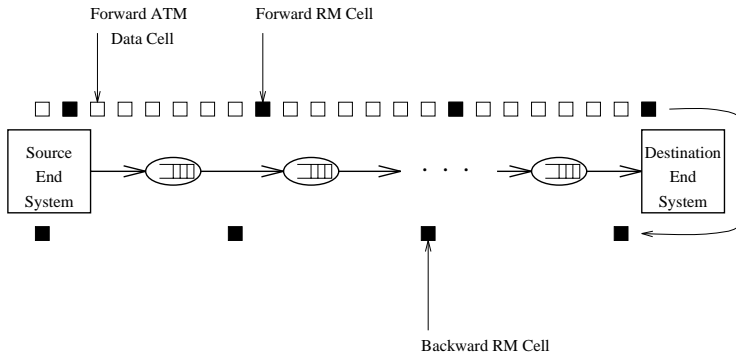 Forward ATM
Data Cell
Forward RM Cell
Source
End
System
. . .
Destination
End
System
Backward RM Cell